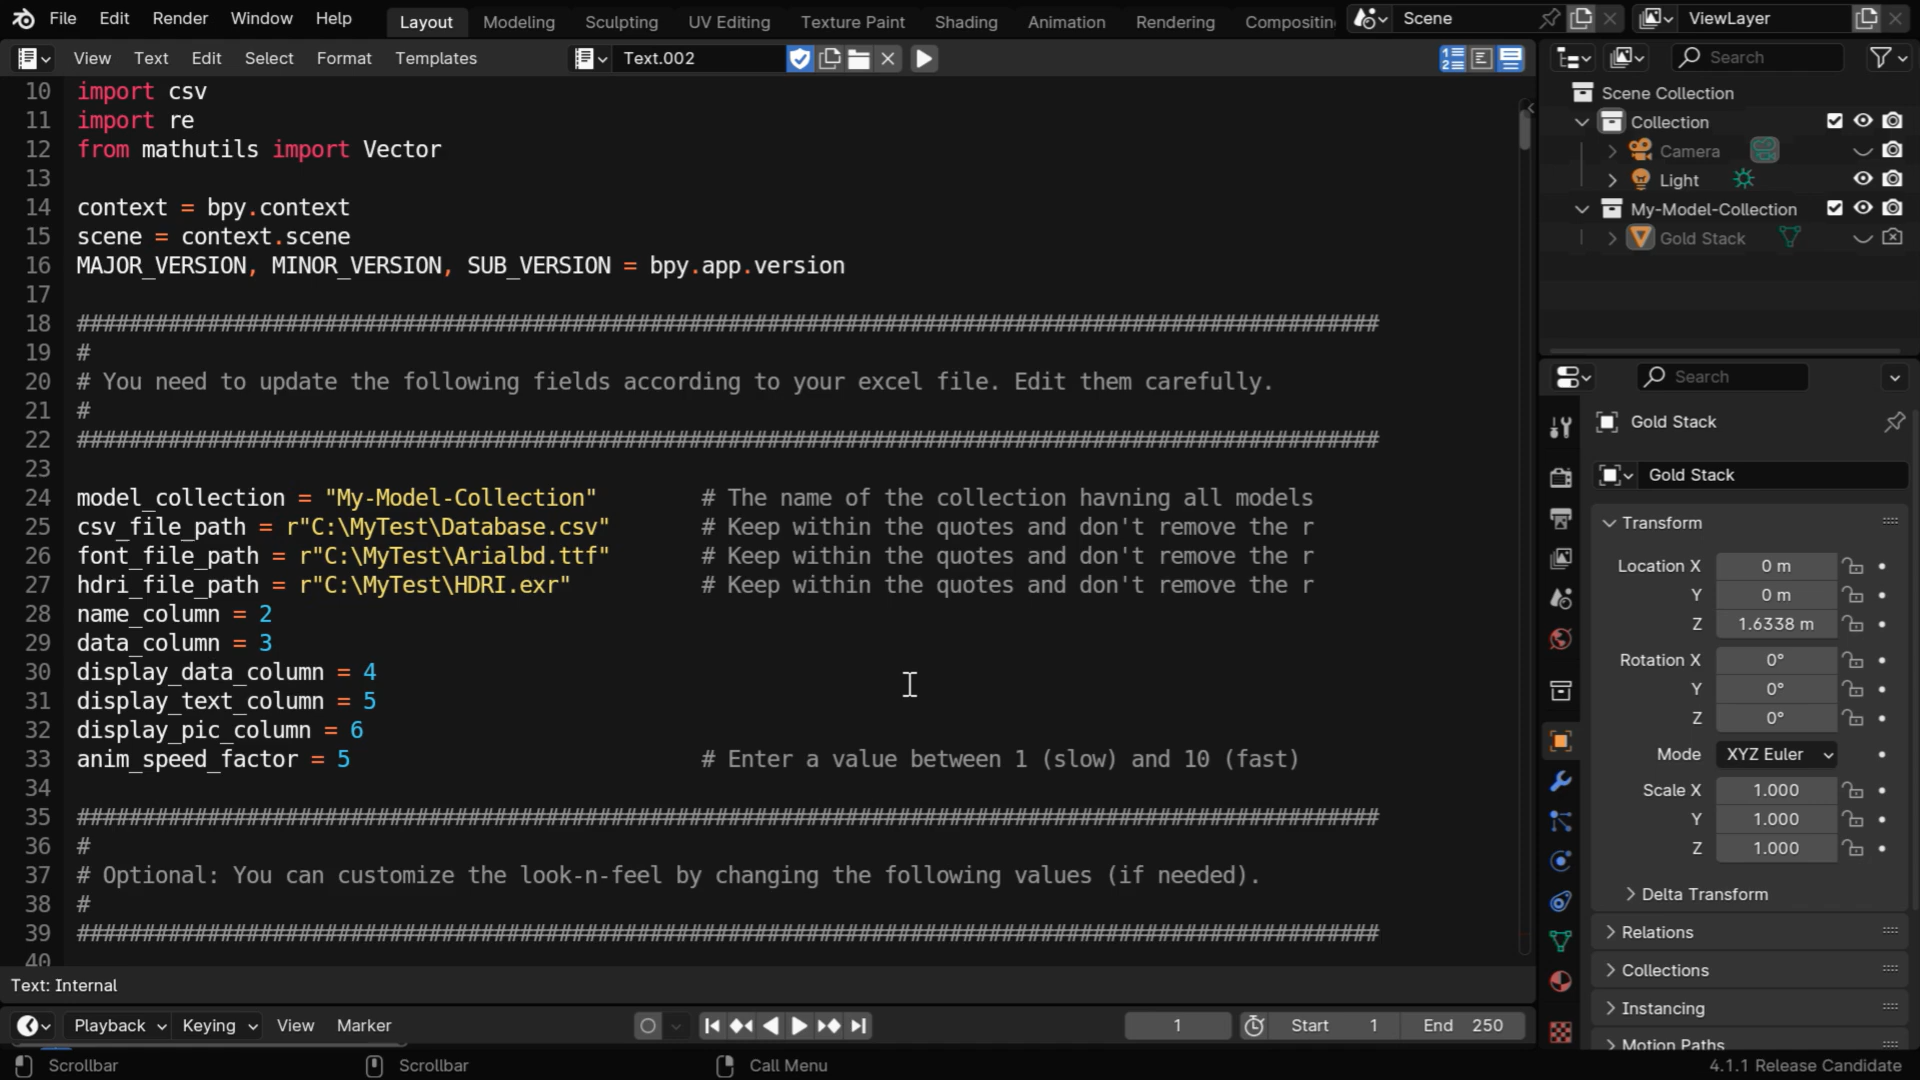 File Edit Render Window Help Layout Modeling Sculpting UV Editing Texture Paint Shading Animation Rendering Scene ViewLayer
View Text Edit Select Format Templates Text.002 Search
10 import csv
11 import re
12 from mathutils import Vector
13
14 context = bpy.context
15 scene = context.scene
16 MAJOR_VERSION, MINOR_VERSION, SUB_VERSION = bpy.app.version
17
18 ####################################################################################################
19 #
20 # You need to update the following fields according to your excel file. Edit them carefully.
21 #
22 ####################################################################################################
23
24 model_collection = "My-Model-Collection" # The name of the collection havning all models
25 csv_file_path = r"C:\MyTest\Database.csv" # Keep within the quotes and don't remove the r
26 font_file_path = r"C:\MyTest\Arialbd.ttf" # Keep within the quotes and don't remove the r
27 hdri_file_path = r"C:\MyTest\HDRI.exr" # Keep within the quotes and don't remove the r
28 name_column = 2
29 data_column = 3
30 display_data_column = 4
31 display_text_column = 5
32 display_pic_column = 6
33 anim_speed_factor = 5 # Enter a value between 1 (slow) and 10 (fast)
34
35 ####################################################################################################
36 #
37 # Optional: You can customize the look-n-feel by changing the following values (if needed).
38 #
39 ####################################################################################################
40
Text: Internal
Playback Keying View Marker 1 Start 1 End 250
Scrollbar Scrollbar Call Menu 4.1.1 Release Candidate
Scene Collection
Collection
Camera
Light
My-Model-Collection
Gold Stack
Search
Gold Stack
Gold Stack
Transform
Location X 0 m
Y 0 m
Z 1.6338 m
Rotation X 0°
Y 0°
Z 0°
Mode XYZ Euler
Scale X 1.000
Y 1.000
Z 1.000
Delta Transform
Relations
Collections
Instancing
Motion Paths